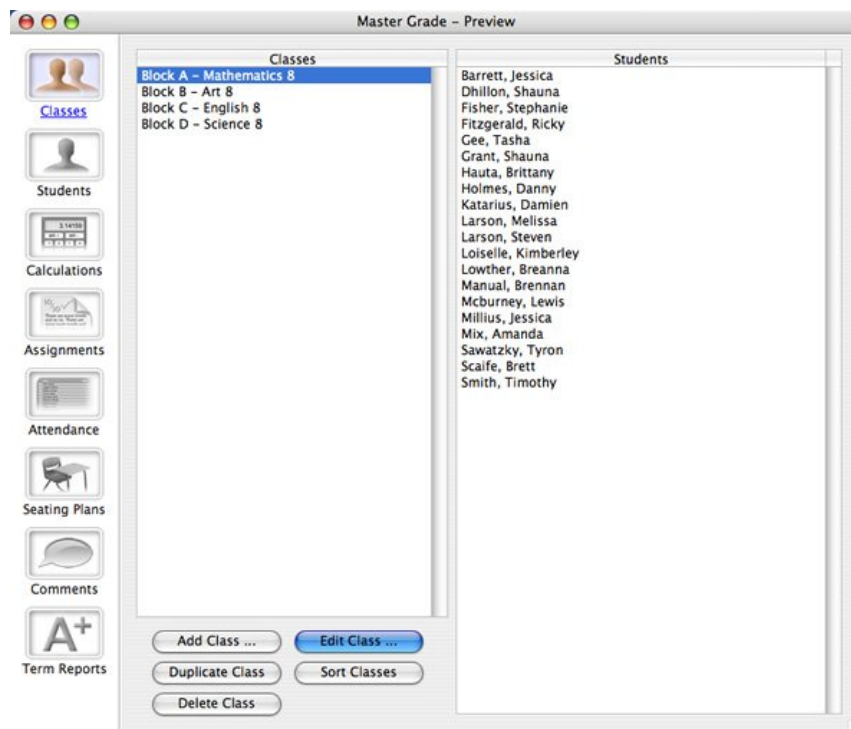 Master Grade – Preview
Classes
Students
Calculations
3.14159
Assignments
Attendance
Seating Plans
Comments
A+
Term Reports
Classes
Block A – Mathematics 8
Block B – Art 8
Block C – English 8
Block D – Science 8
Add Class ...
Edit Class ...
Duplicate Class
Sort Classes
Delete Class
Students
Barrett, Jessica
Dhillon, Shauna
Fisher, Stephanie
Fitzgerald, Ricky
Gee, Tasha
Grant, Shauna
Hauta, Brittany
Holmes, Danny
Katarius, Damien
Larson, Melissa
Larson, Steven
Loiselle, Kimberley
Lowther, Breanna
Manual, Brennan
Mcburney, Lewis
Millius, Jessica
Mix, Amanda
Sawatzky, Tyron
Scaife, Brett
Smith, Timothy